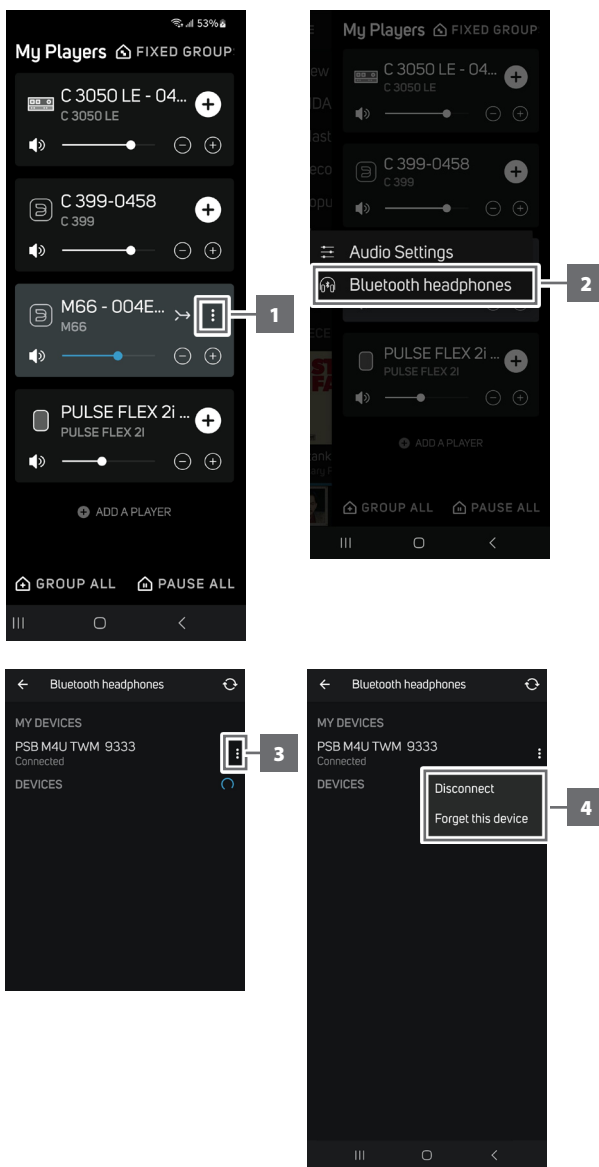 53%
My Players FIXED GROUP
C 3050 LE - 04...
C 3050 LE
C 399-0458
C 399
M66 - 004E...
M66
1
PULSE FLEX 2i ...
PULSE FLEX 2I
ADD A PLAYER
GROUP ALL PAUSE ALL
My Players FIXED GROUP
C 3050 LE - 04...
C 3050 LE
C 399-0458
C 399
Audio Settings
Bluetooth headphones
2
PULSE FLEX 2i ...
PULSE FLEX 2I
ADD A PLAYER
GROUP ALL PAUSE ALL
Bluetooth headphones
MY DEVICES
PSB M4U TWM 9333
Connected
3
DEVICES
Bluetooth headphones
MY DEVICES
PSB M4U TWM 9333
Connected
DEVICES
Disconnect
Forget this device
4